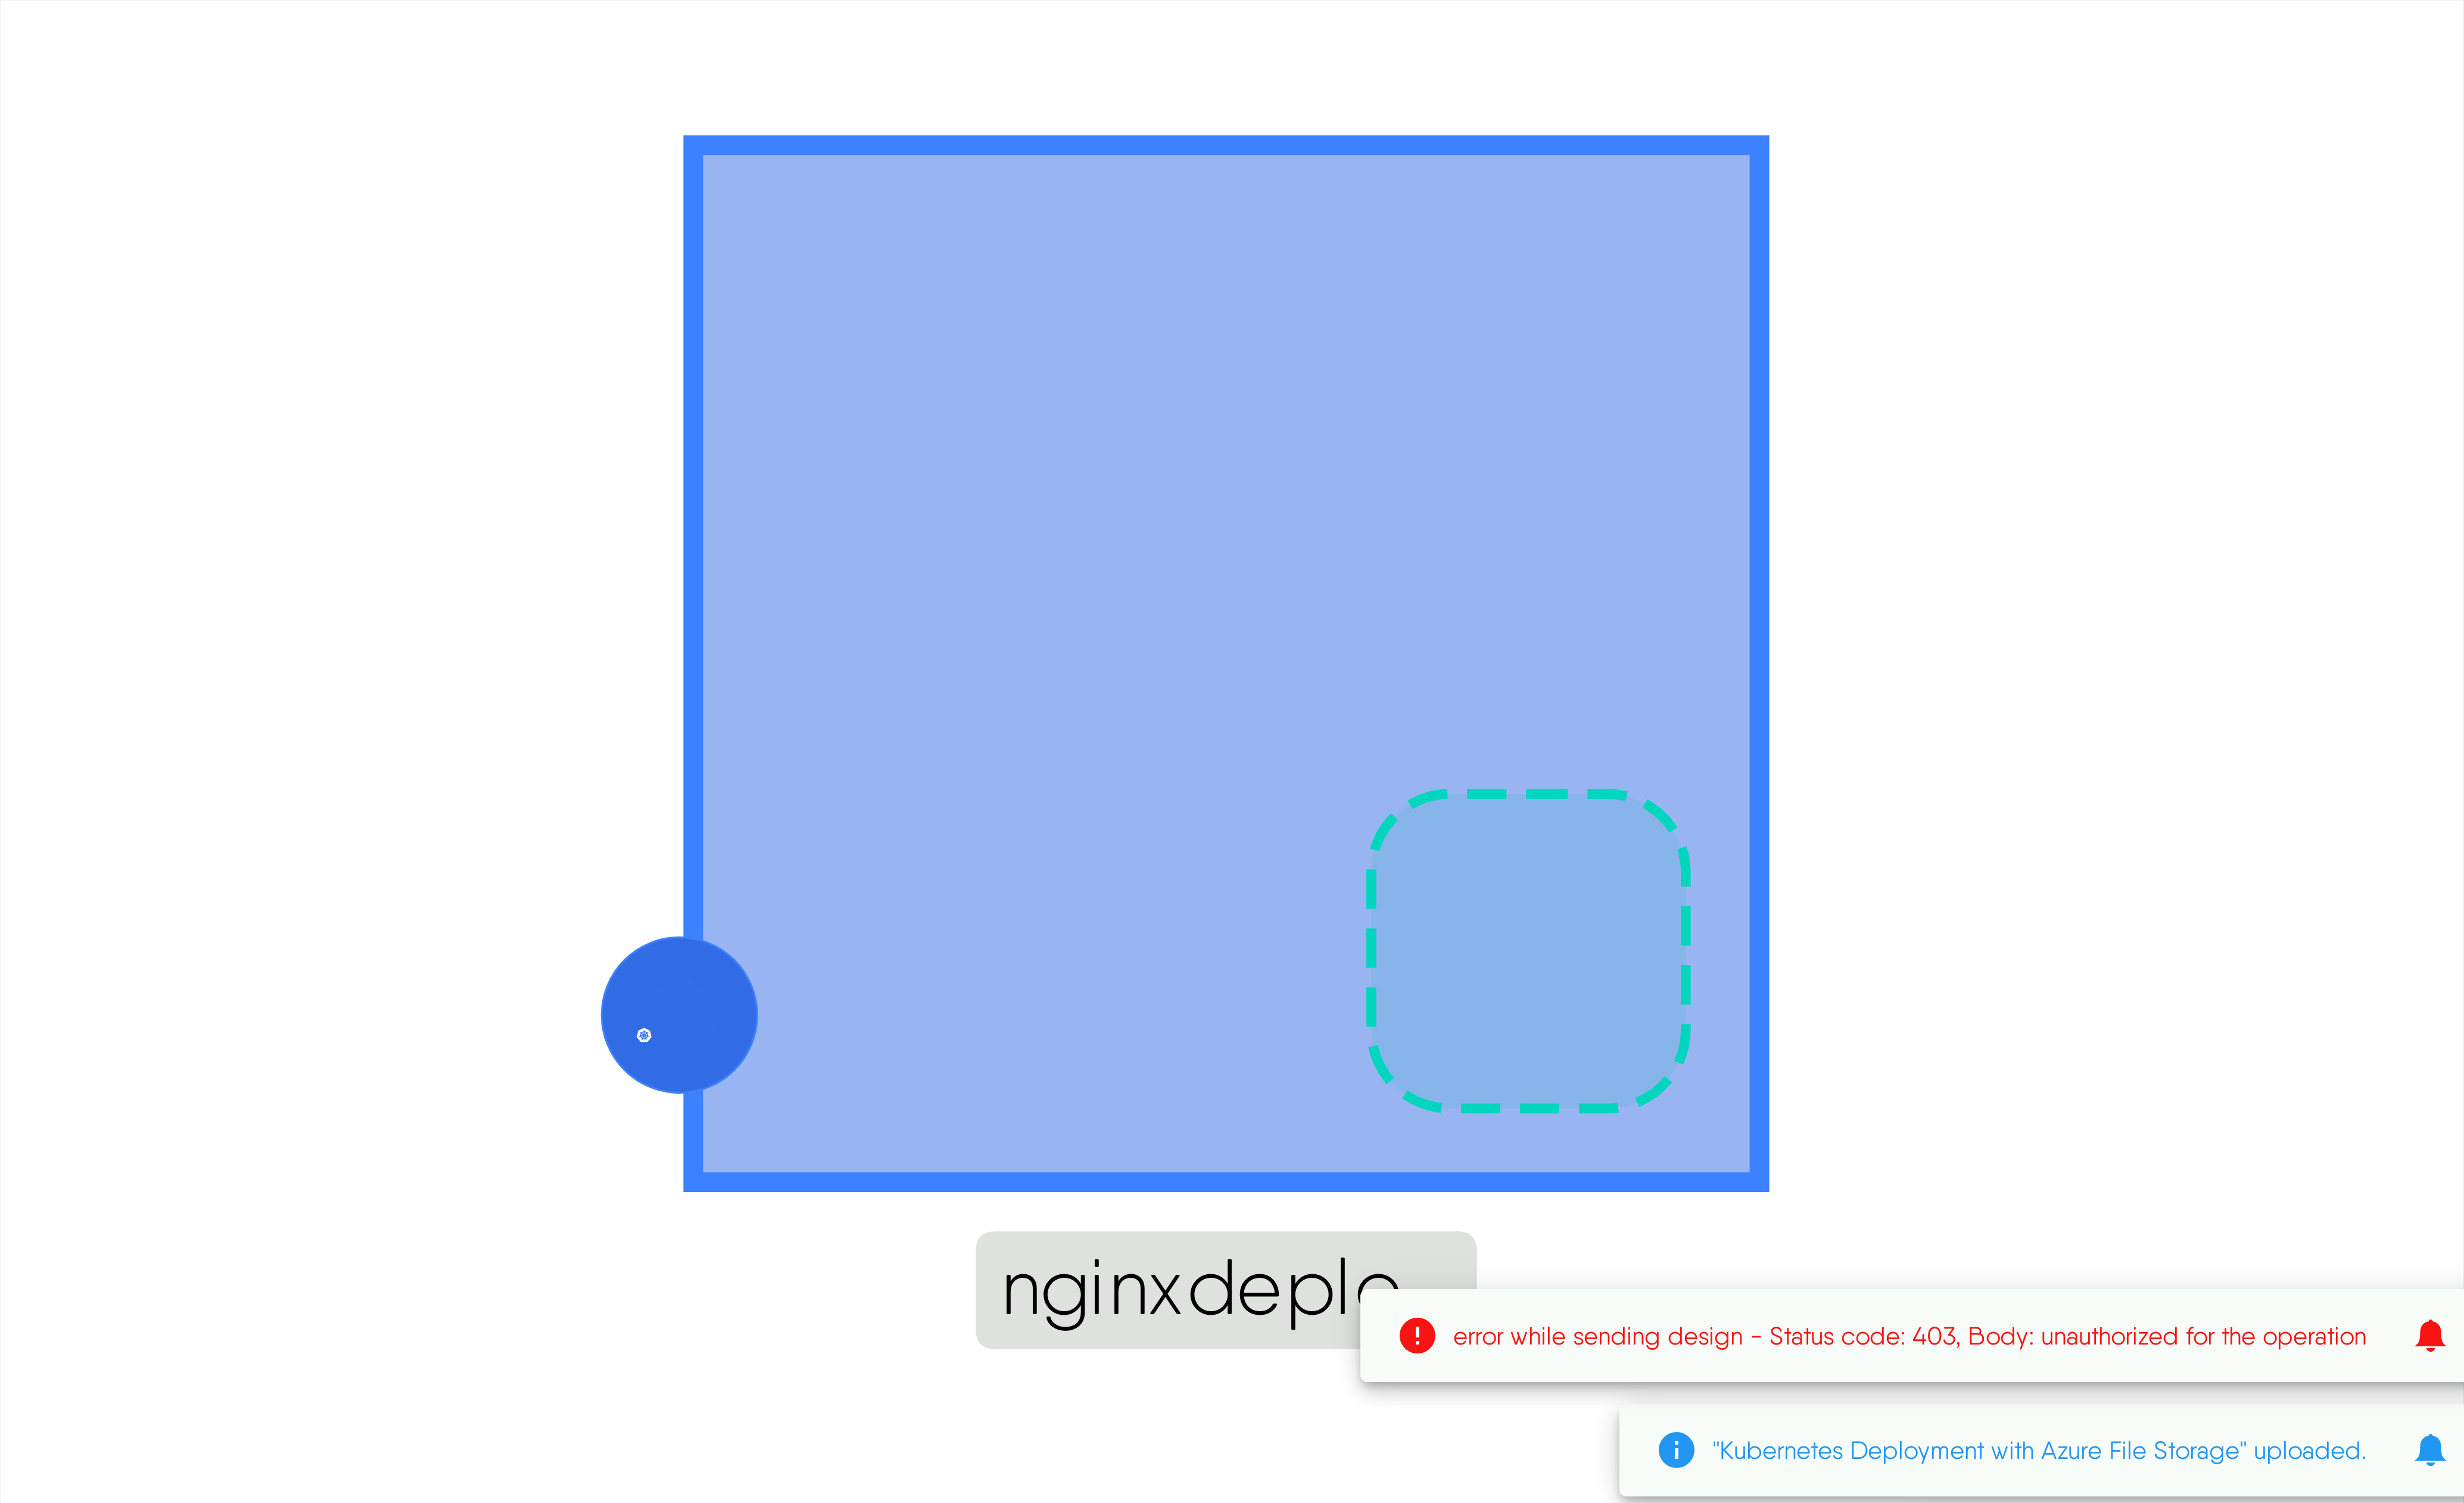 nginxdeplo
error while sending design - Status code: 403, Body: unauthorized for the operation
"Kubernetes Deployment with Azure File Storage" uploaded.